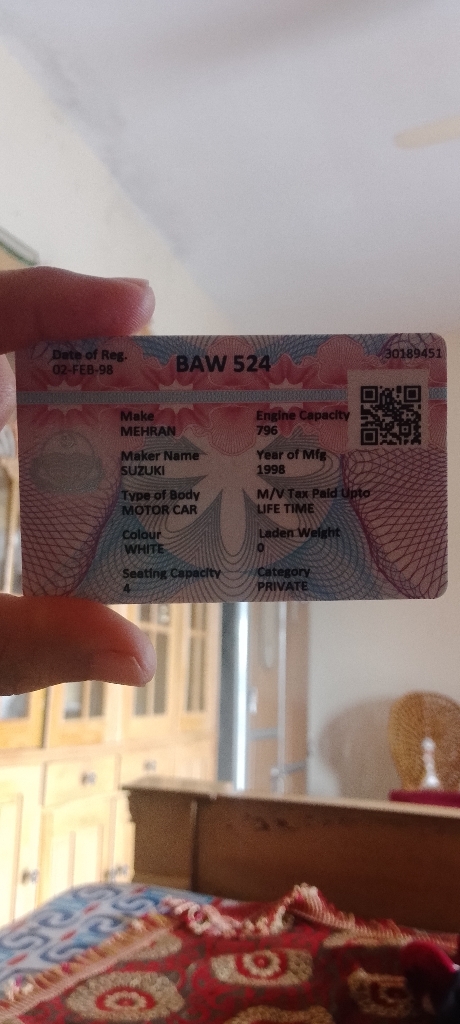 Date of Reg. BAW 524 30189451
02-FEB-98
Make Engine Capacity
MEHRAN 796
Maker Name Year of Mfg
SUZUKI 1998
Type of Body M/V Tax Paid Upto
MOTOR CAR LIFE TIME
Colour Laden Weight
WHITE 0
Seating Capacity Category
4 PRIVATE